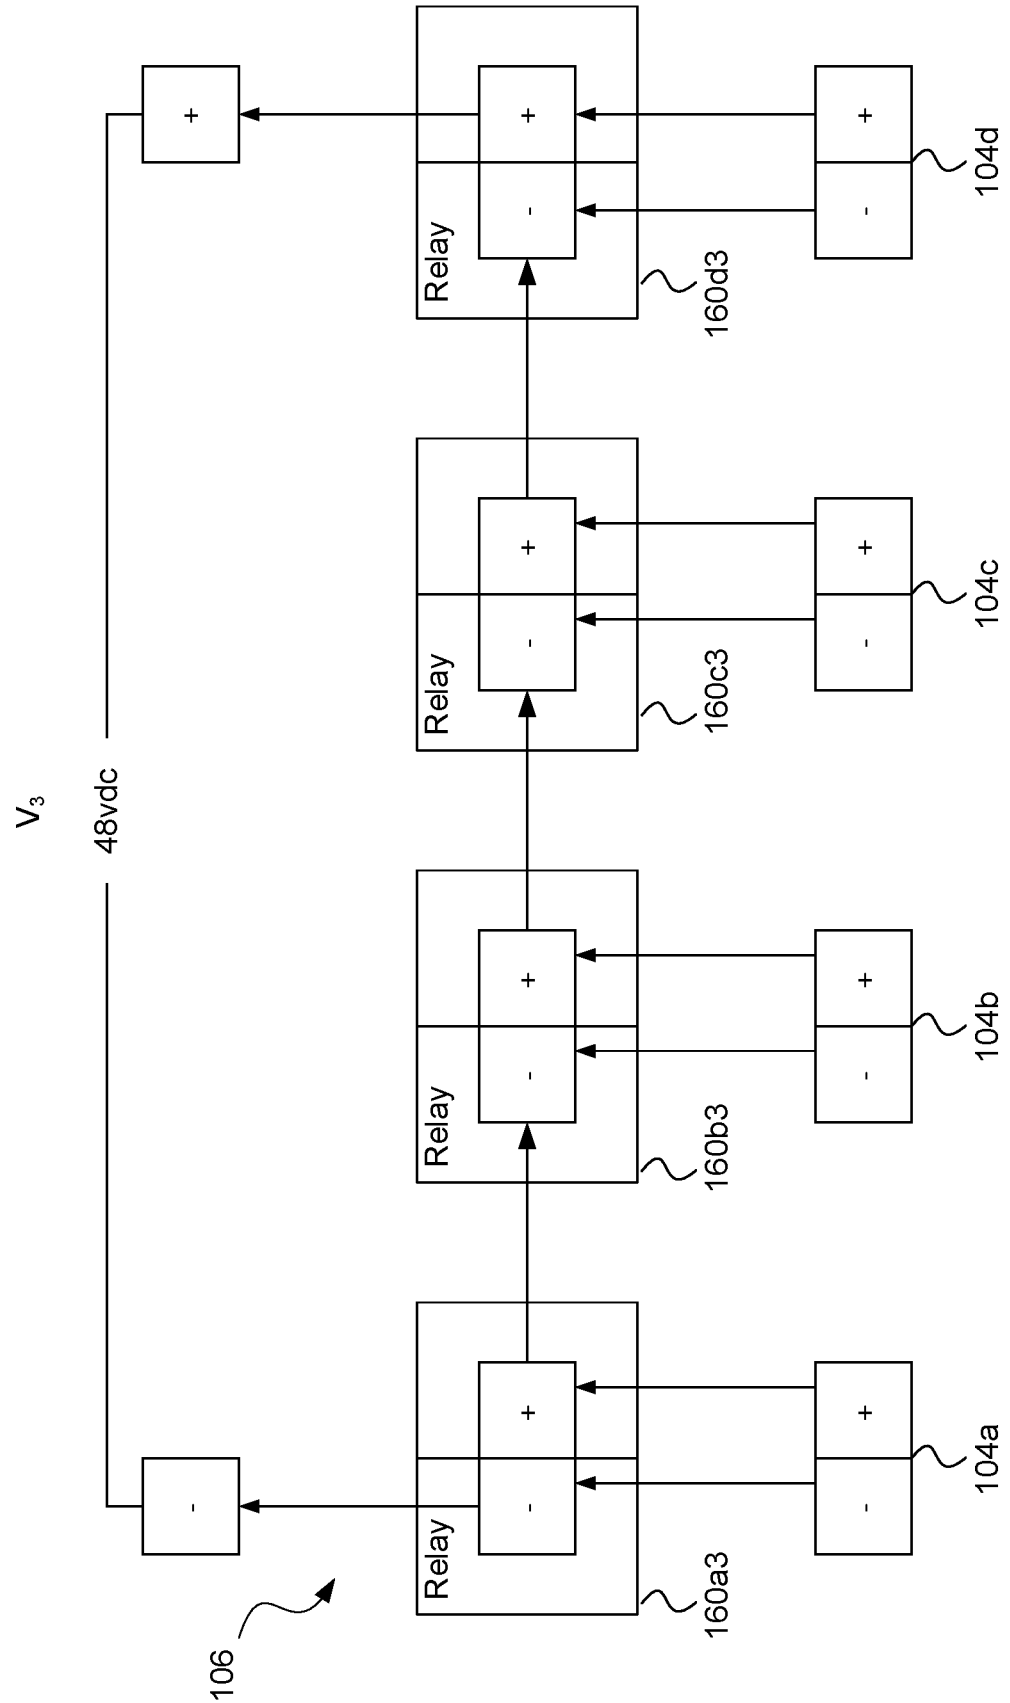 V₃
48vdc
-
+
106
Relay
Relay
Relay
Relay
- +
- +
- +
- +
160a3
160b3
160c3
160d3
- +
- +
- +
- +
104a
104b
104c
104d